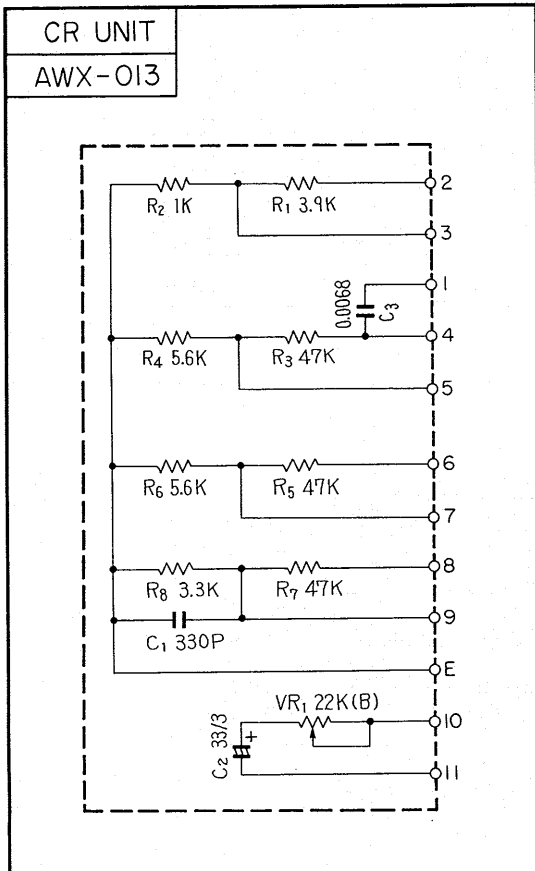 CR UNIT
AWX-013
2
R2 1K
R1 3.9K
3
1
0.0068
C3
4
R4 5.6K
R3 47K
5
6
R6 5.6K
R5 47K
7
8
R8 3.3K
R7 47K
9
C1 330P
E
VR1 22K(B)
10
C2 33/3
+
11